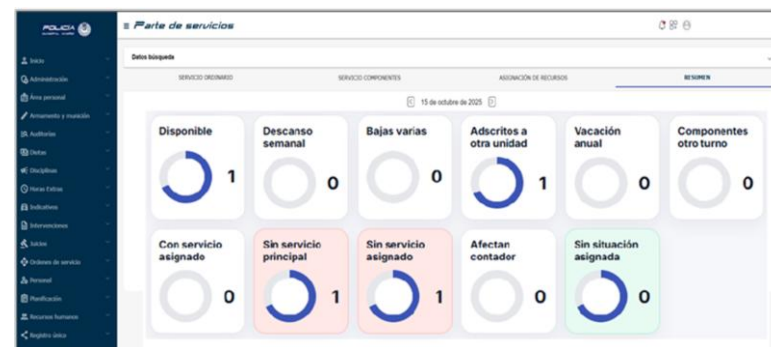 POLICÍA
Parte de servicios
Inicio
Administración
Área personal
Armamento y munición
Auditorías
Dietas
Disciplinas
Horas Extras
Indicativos
Intervenciones
Juicios
Órdenes de servicio
Personal
Planificación
Recursos humanos
Registro único
Datos búsqueda
SERVICIO ORDINARIO
SERVICIO COMPONENTES
ASIGNACIÓN DE RECURSOS
RESUMEN
15 de octubre de 2025
Disponible
1
Descanso
semanal
0
Bajas varias
0
Adscritos a
otra unidad
1
Vacación
anual
0
Componentes
otro turno
0
Con servicio
asignado
0
Sin servicio
principal
1
Sin servicio
asignado
1
Afectan
contador
0
Sin situación
asignada
0